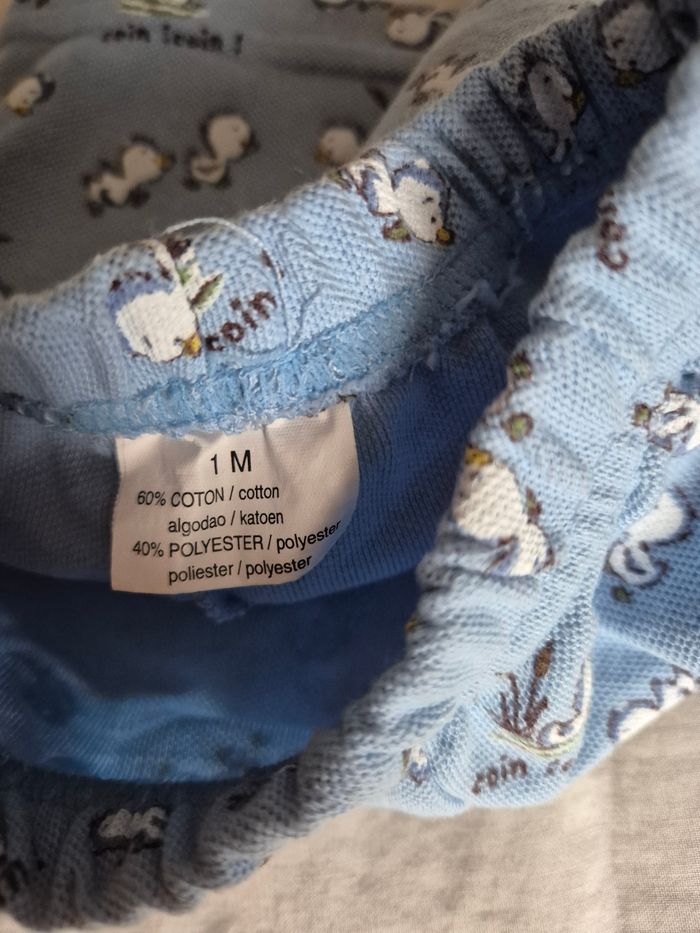 coin !coin !
coin
1 M
60% COTON / cotton
algodao / katoen
40% POLYESTER / polyester
poliester / polyester
coin